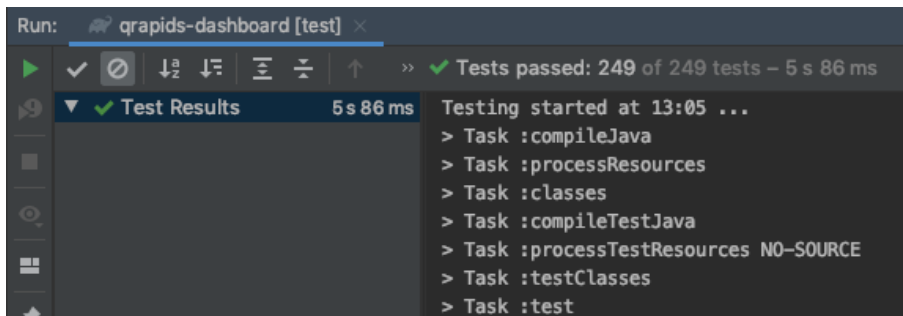 Run: qrapids-dashboard [test] ×
» Tests passed: 249 of 249 tests – 5 s 86 ms
Test Results 5 s 86 ms
Testing started at 13:05 ...
> Task :compileJava
> Task :processResources
> Task :classes
> Task :compileTestJava
> Task :processTestResources NO-SOURCE
> Task :testClasses
> Task :test